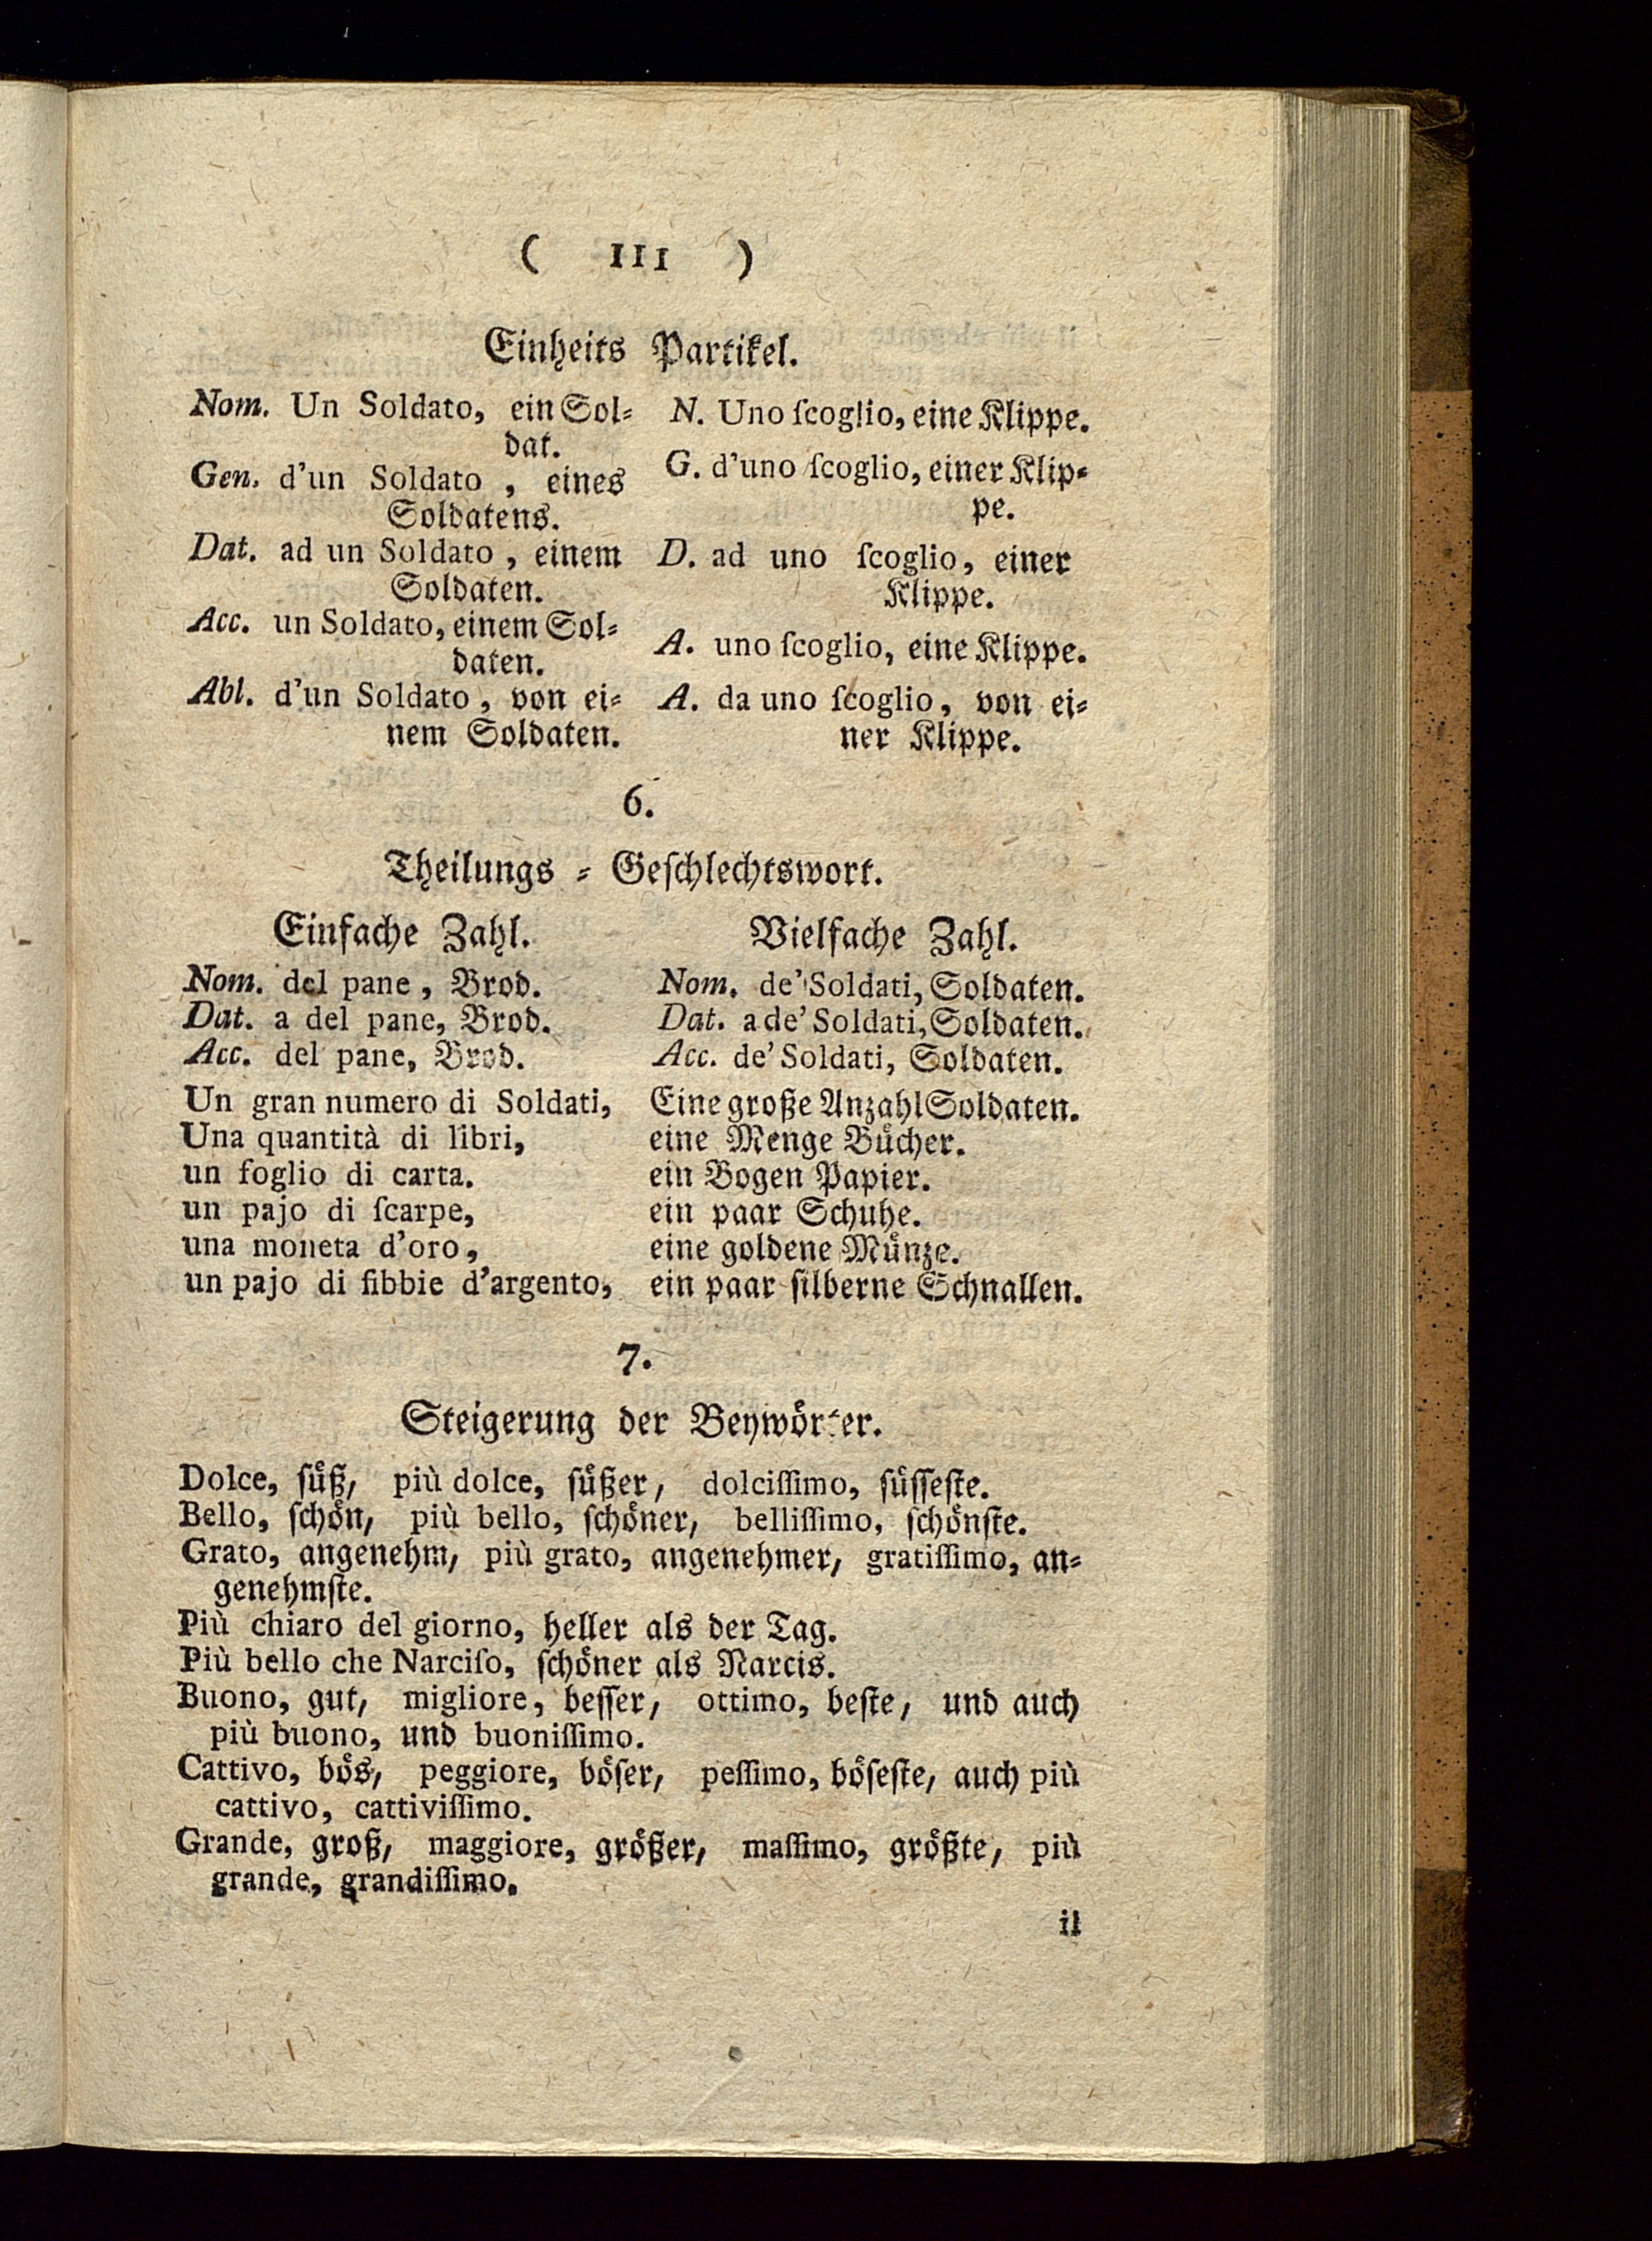 ( 111 )
Einheits Partikel.
Nom. Un Soldato, ein Sol⸗
dat.
Gen. d'un Soldato , eines
Soldatens.
Dat. ad un Soldato , einem
Soldaten.
Acc. un Soldato, einem Sol⸗
daten.
Abl. d'un Soldato, von ei⸗
nem Soldaten.
N. Uno ſcoglio, eine Klippe.
G. d'uno ſcoglio, einer Klip⸗
pe.
D. ad uno ſcoglio, einer
Klippe.
A. uno ſcoglio, eine Klippe.
A. da uno ſcoglio, von ei⸗
ner Klippe.
6.
Theilungs ⸗ Geſchlechtswort.
Einfache Zahl.
Nom. del pane, Brod.
Dat. a del pane, Brod.
Acc. del pane, Brod.
Vielfache Zahl.
Nom. de' Soldati, Soldaten.
Dat. a de' Soldati, Soldaten.
Acc. de' Soldati, Soldaten.
Un gran numero di Soldati, Eine große Anzahl Soldaten.
Una quantità di libri, eine Menge Bücher.
un foglio di carta. ein Bogen Papier.
un pajo di ſcarpe, ein paar Schuhe.
una moneta d'oro, eine goldene Münze.
un pajo di fibbie d'argento, ein paar ſilberne Schnallen.
7.
Steigerung der Beywörter.
Dolce, ſüß, più dolce, ſüßer, dolciſſimo, ſüſſeſte.
Bello, ſchön, più bello, ſchöner, belliſſimo, ſchönſte.
Grato, angenehm, più grato, angenehmer, gratiſſimo, an⸗
genehmſte.
Più chiaro del giorno, heller als der Tag.
Più bello che Narciſo, ſchöner als Narcis.
Buono, gut, migliore, beſſer, ottimo, beſte, und auch
più buono, und buoniſſimo.
Cattivo, bös, peggiore, böſer, peſſimo, böſeſte, auch più
cattivo, cattiviſſimo.
Grande, groß, maggiore, größer, maſſimo, größte, più
grande, grandiſſimo.
il